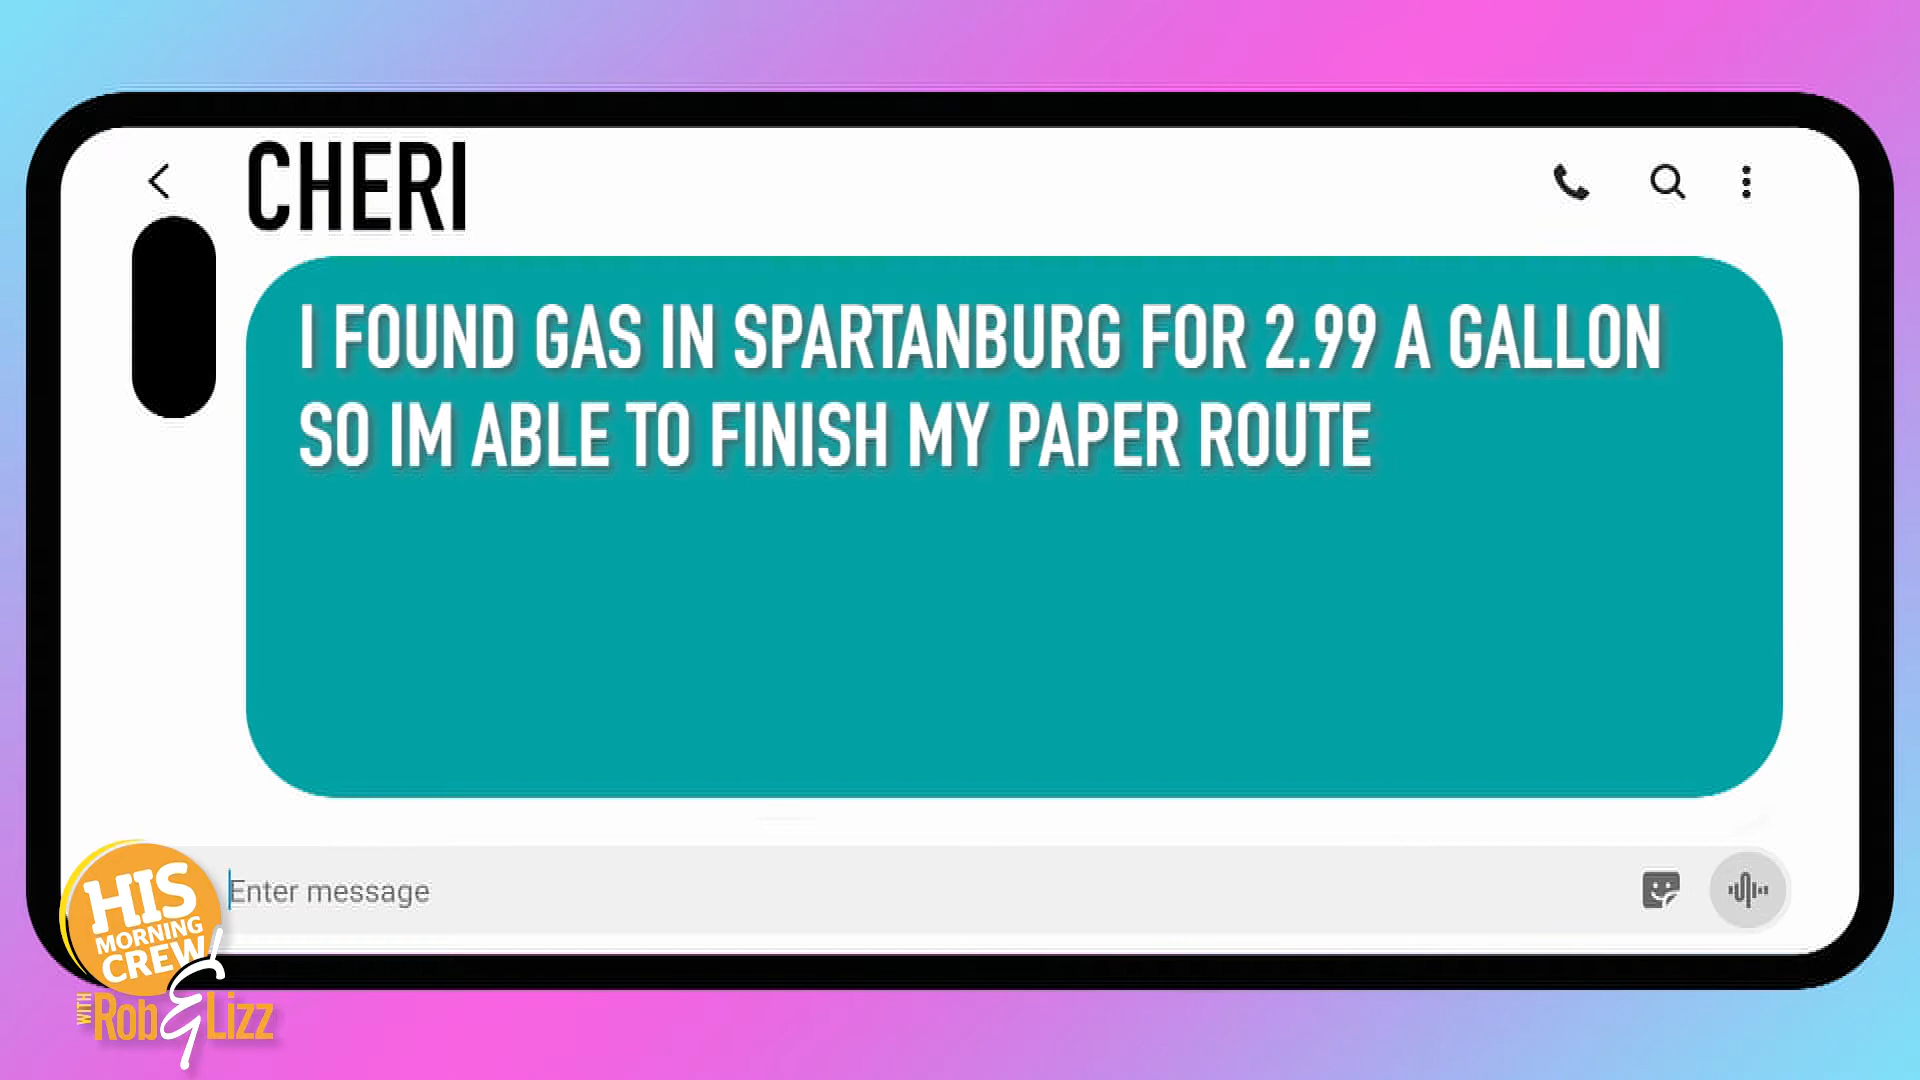 CHERI
I FOUND GAS IN SPARTANBURG FOR 2.99 A GALLON
SO IM ABLE TO FINISH MY PAPER ROUTE
Enter message
HIS
MORNING
CREW
WITH Rob & Lizz